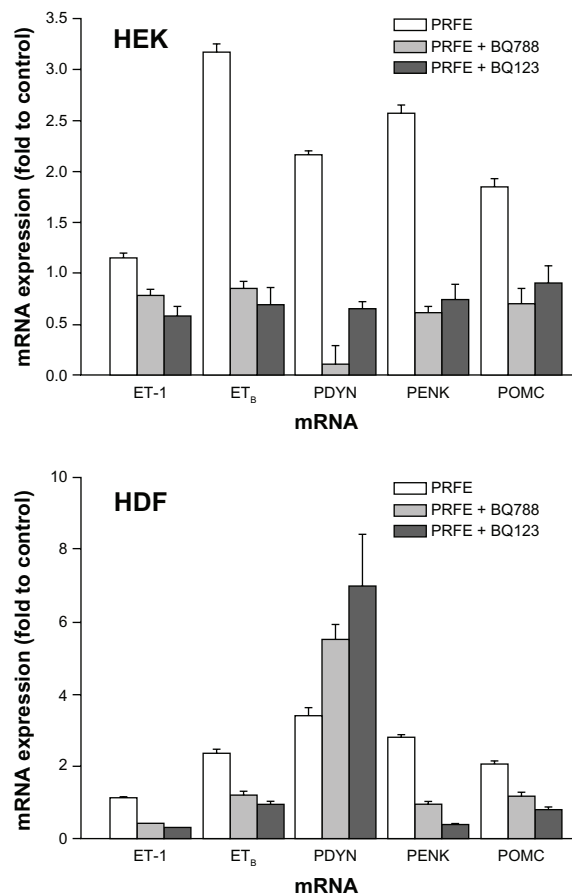 HEK
PRFE
PRFE + BQ788
PRFE + BQ123
mRNA expression (fold to control)
3.5
3.0
2.5
2.0
1.5
1.0
0.5
0.0
ET-1 ET_B PDYN PENK POMC
mRNA
HDF
PRFE
PRFE + BQ788
PRFE + BQ123
mRNA expression (fold to control)
10
8
6
4
2
0
ET-1 ET_B PDYN PENK POMC
mRNA